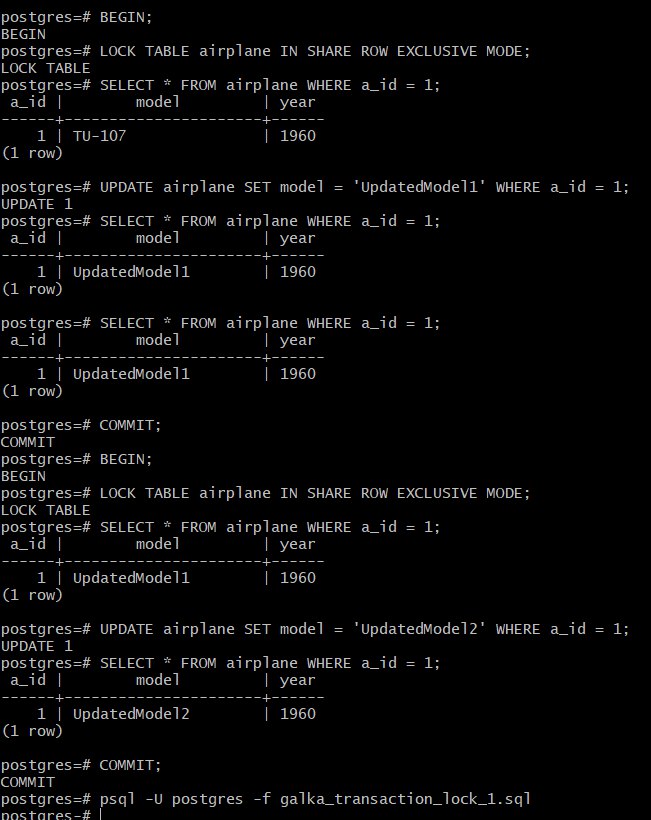 postgres=# BEGIN;
BEGIN
postgres=# LOCK TABLE airplane IN SHARE ROW EXCLUSIVE MODE;
LOCK TABLE
postgres=# SELECT * FROM airplane WHERE a_id = 1;
 a_id |        model         | year
------+----------------------+------
    1 | TU-107               | 1960
(1 row)

postgres=# UPDATE airplane SET model = 'UpdatedModel1' WHERE a_id = 1;
UPDATE 1
postgres=# SELECT * FROM airplane WHERE a_id = 1;
 a_id |        model         | year
------+----------------------+------
    1 | UpdatedModel1        | 1960
(1 row)

postgres=# SELECT * FROM airplane WHERE a_id = 1;
 a_id |        model         | year
------+----------------------+------
    1 | UpdatedModel1        | 1960
(1 row)

postgres=# COMMIT;
COMMIT
postgres=# BEGIN;
BEGIN
postgres=# LOCK TABLE airplane IN SHARE ROW EXCLUSIVE MODE;
LOCK TABLE
postgres=# SELECT * FROM airplane WHERE a_id = 1;
 a_id |        model         | year
------+----------------------+------
    1 | UpdatedModel1        | 1960
(1 row)

postgres=# UPDATE airplane SET model = 'UpdatedModel2' WHERE a_id = 1;
UPDATE 1
postgres=# SELECT * FROM airplane WHERE a_id = 1;
 a_id |        model         | year
------+----------------------+------
    1 | UpdatedModel2        | 1960
(1 row)

postgres=# COMMIT;
COMMIT
postgres=# psql -U postgres -f galka_transaction_lock_1.sql
postgres-#